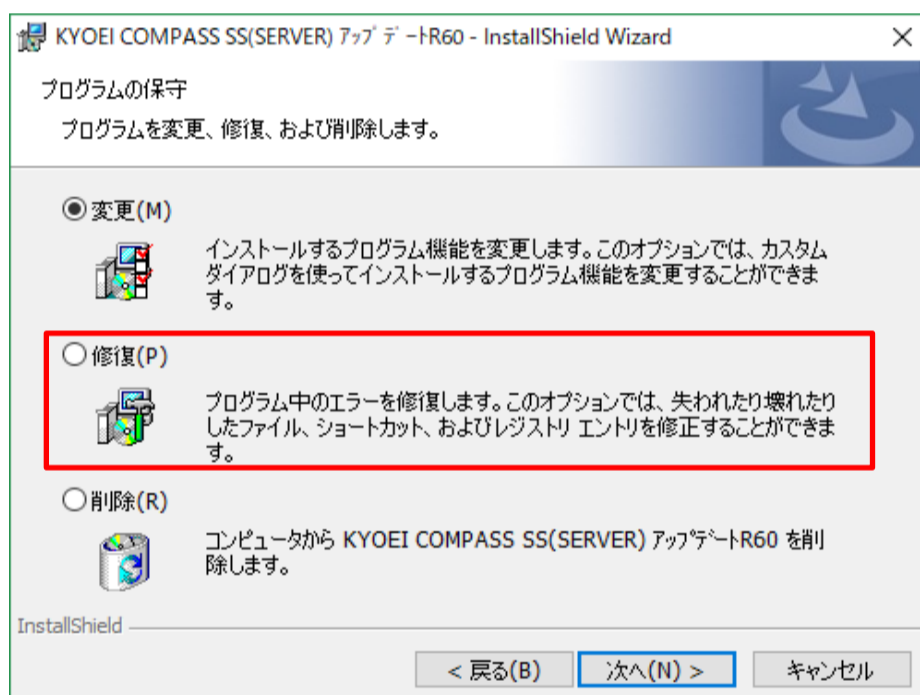 KYOEI COMPASS SS(SERVER) ｱｯﾌﾟﾃﾞｰﾄR60 - InstallShield Wizard
プログラムの保守
プログラムを変更、修復、および削除します。
変更(M)
インストールするプログラム機能を変更します。このオプションでは、カスタム
ダイアログを使ってインストールするプログラム機能を変更することができま
す。
修復(P)
プログラム中のエラーを修復します。このオプションでは、失われたり壊れたり
したファイル、ショートカット、およびレジストリ エントリを修正することができま
す。
削除(R)
コンピュータから KYOEI COMPASS SS(SERVER) ｱｯﾌﾟﾃﾞｰﾄR60 を削
除します。
InstallShield
< 戻る(B)
次へ(N) >
キャンセル